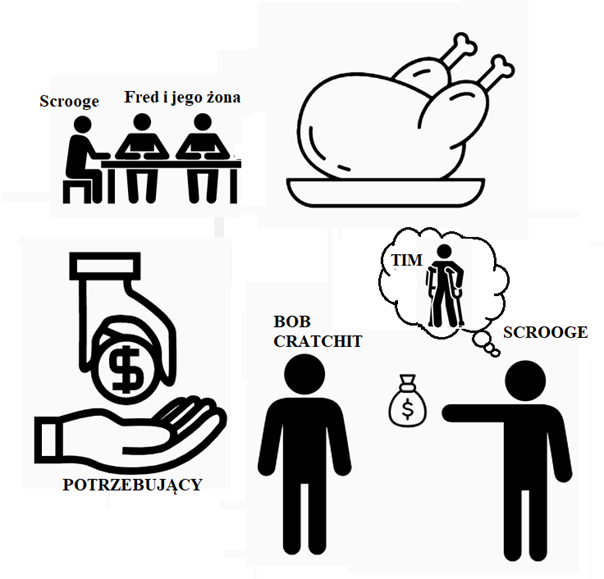 Scrooge
Fred i jego żona
TIM
SCROOGE
BOB
CRATCHIT
$
$
POTRZEBUJĄCY